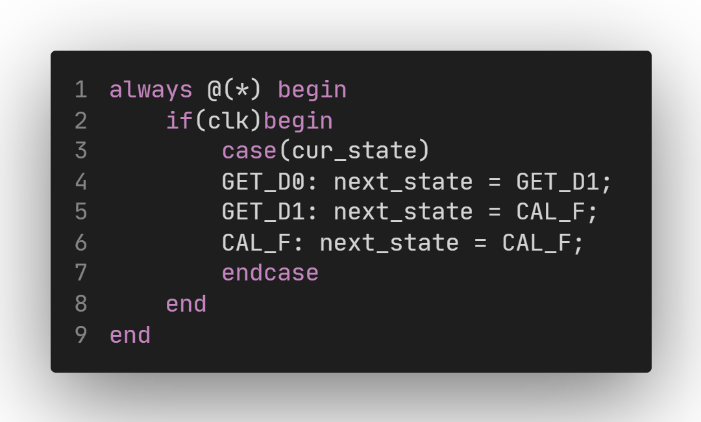 1 always @(*) begin
2     if(clk)begin
3         case(cur_state)
4         GET_D0: next_state = GET_D1;
5         GET_D1: next_state = CAL_F;
6         CAL_F: next_state = CAL_F;
7         endcase
8     end
9 end